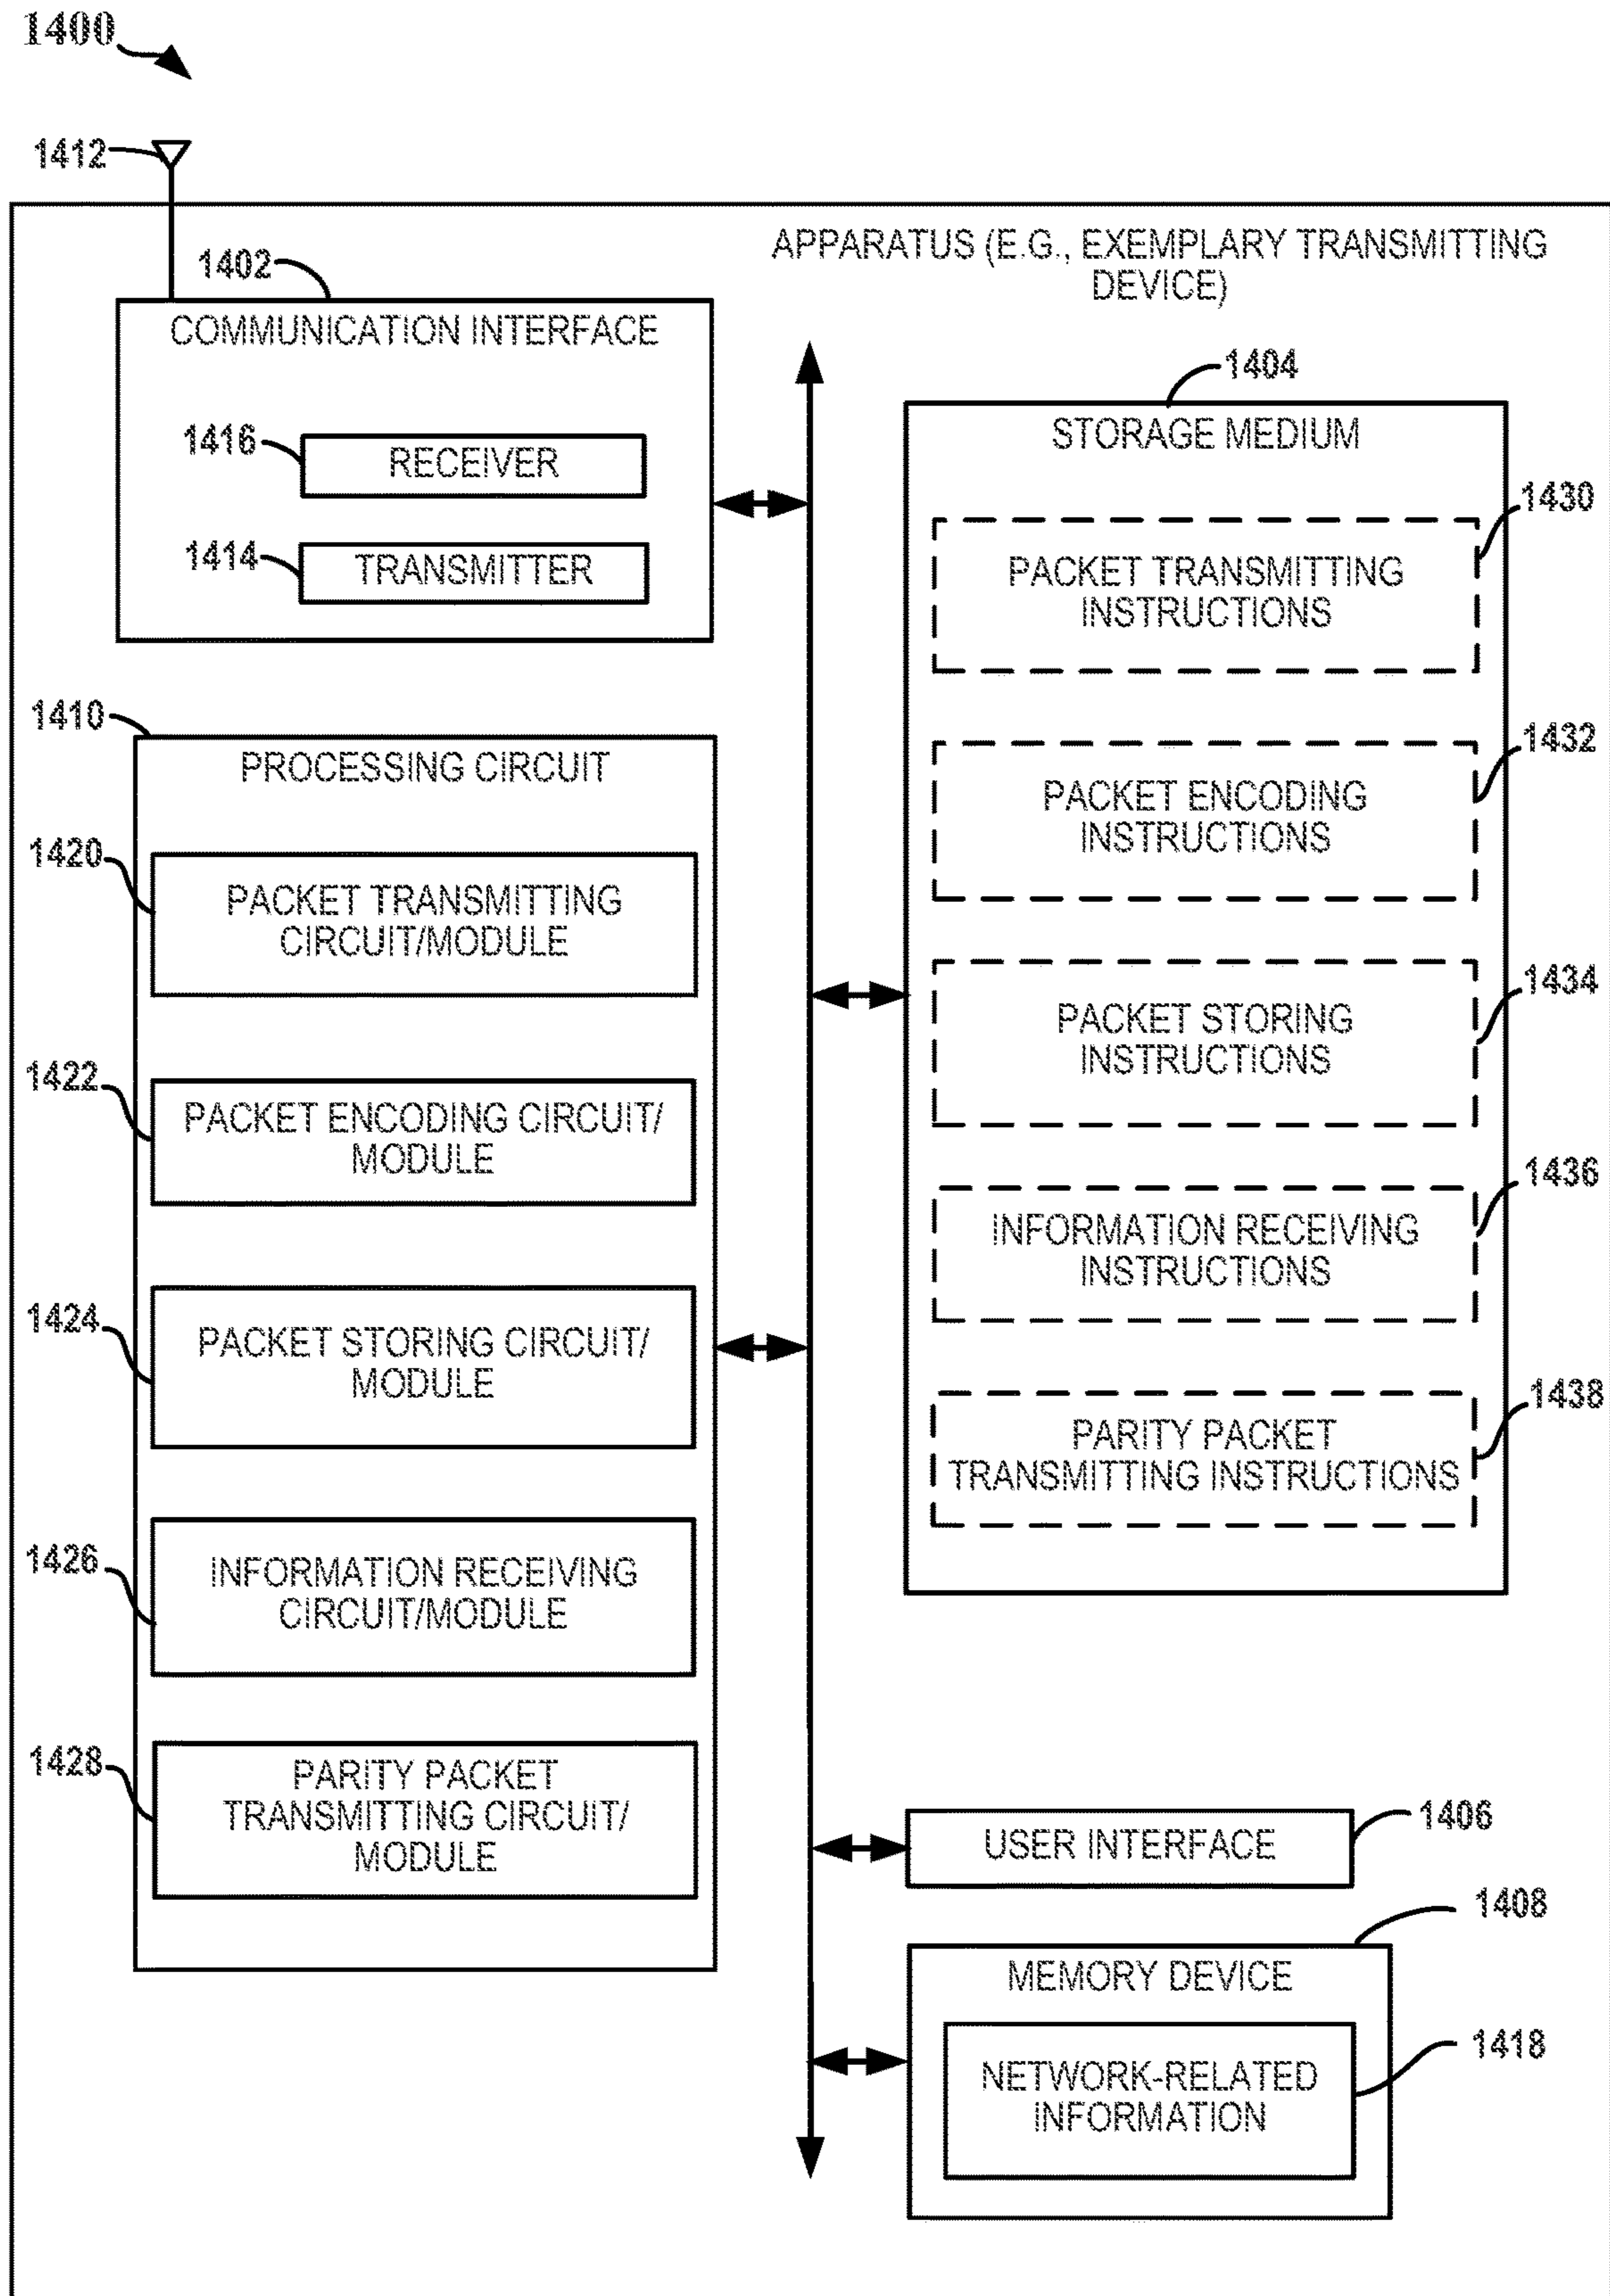 1400
1412
APPARATUS (E.G., EXEMPLARY TRANSMITTING
DEVICE)
1402
COMMUNICATION INTERFACE
1416
RECEIVER
1414
TRANSMITTER
1410
PROCESSING CIRCUIT
1420
PACKET TRANSMITTING
CIRCUIT/MODULE
1422
PACKET ENCODING CIRCUIT/
MODULE
1424
PACKET STORING CIRCUIT/
MODULE
1426
INFORMATION RECEIVING
CIRCUIT/MODULE
1428
PARITY PACKET
TRANSMITTING CIRCUIT/
MODULE
1404
STORAGE MEDIUM
1430
PACKET TRANSMITTING
INSTRUCTIONS
1432
PACKET ENCODING
INSTRUCTIONS
1434
PACKET STORING
INSTRUCTIONS
1436
INFORMATION RECEIVING
INSTRUCTIONS
1438
PARITY PACKET
TRANSMITTING INSTRUCTIONS
1406
USER INTERFACE
1408
MEMORY DEVICE
1418
NETWORK-RELATED
INFORMATION